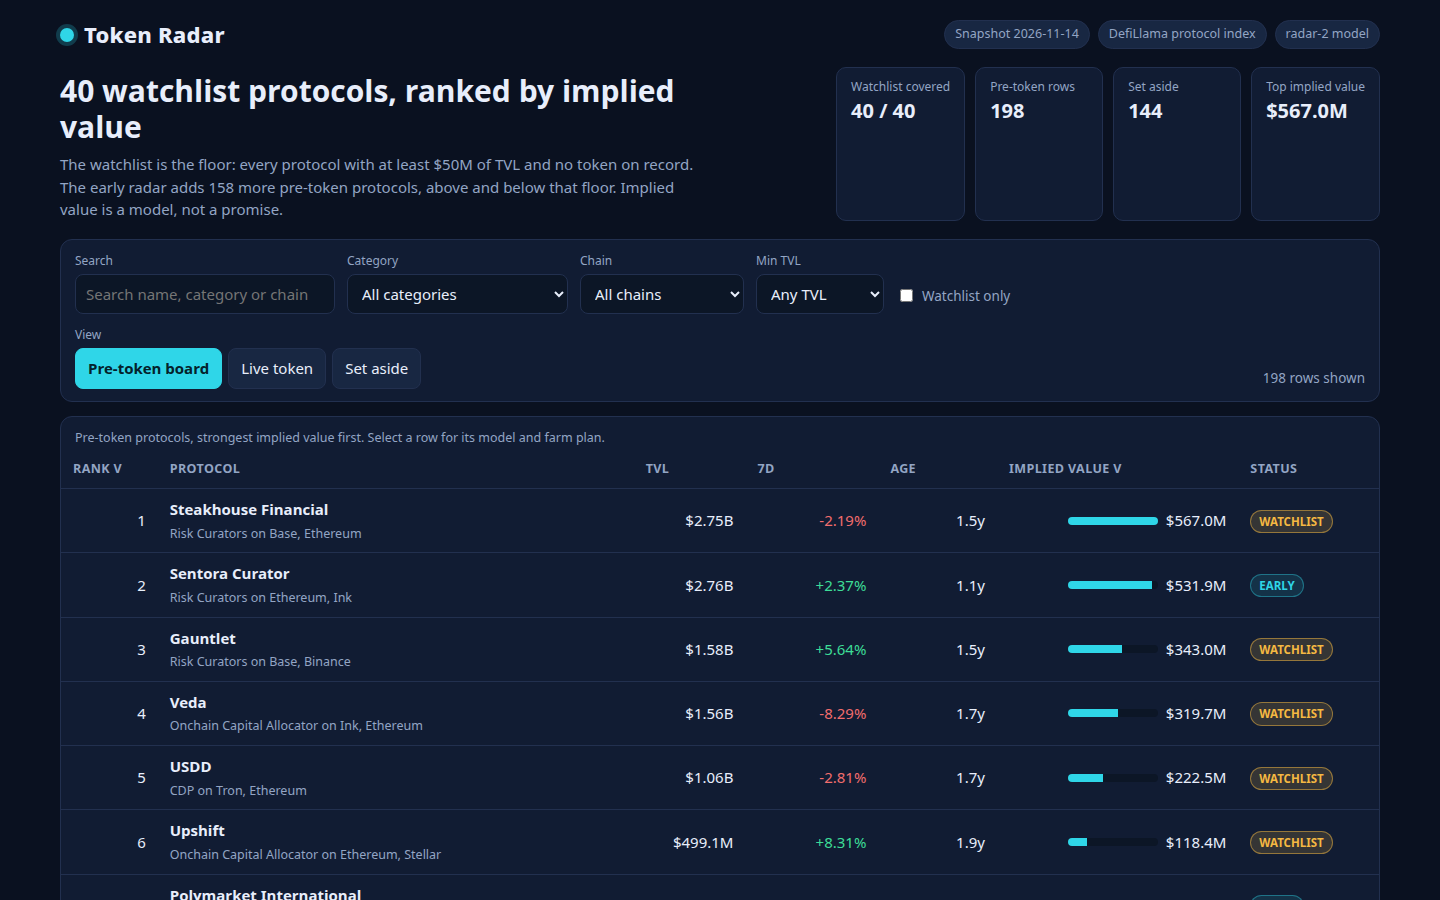 Token Radar
Snapshot 2026-11-14
DefiLlama protocol index
radar-2 model
40 watchlist protocols, ranked by implied
value
The watchlist is the floor: every protocol with at least $50M of TVL and no token on record.
The early radar adds 158 more pre-token protocols, above and below that floor. Implied
value is a model, not a promise.
Watchlist covered
40 / 40
Pre-token rows
198
Set aside
144
Top implied value
$567.0M
Search
Category
Chain
Min TVL
Search name, category or chain
All categories
All chains
Any TVL
Watchlist only
View
Pre-token board
Live token
Set aside
198 rows shown
Pre-token protocols, strongest implied value first. Select a row for its model and farm plan.
RANK V PROTOCOL TVL 7D AGE IMPLIED VALUE V STATUS
1 Steakhouse Financial $2.75B -2.19% 1.5y $567.0M WATCHLIST
Risk Curators on Base, Ethereum
2 Sentora Curator $2.76B +2.37% 1.1y $531.9M EARLY
Risk Curators on Ethereum, Ink
3 Gauntlet $1.58B +5.64% 1.5y $343.0M WATCHLIST
Risk Curators on Base, Binance
4 Veda $1.56B -8.29% 1.7y $319.7M WATCHLIST
Onchain Capital Allocator on Ink, Ethereum
5 USDD $1.06B -2.81% 1.7y $222.5M WATCHLIST
CDP on Tron, Ethereum
6 Upshift $499.1M +8.31% 1.9y $118.4M WATCHLIST
Onchain Capital Allocator on Ethereum, Stellar
Polymarket International